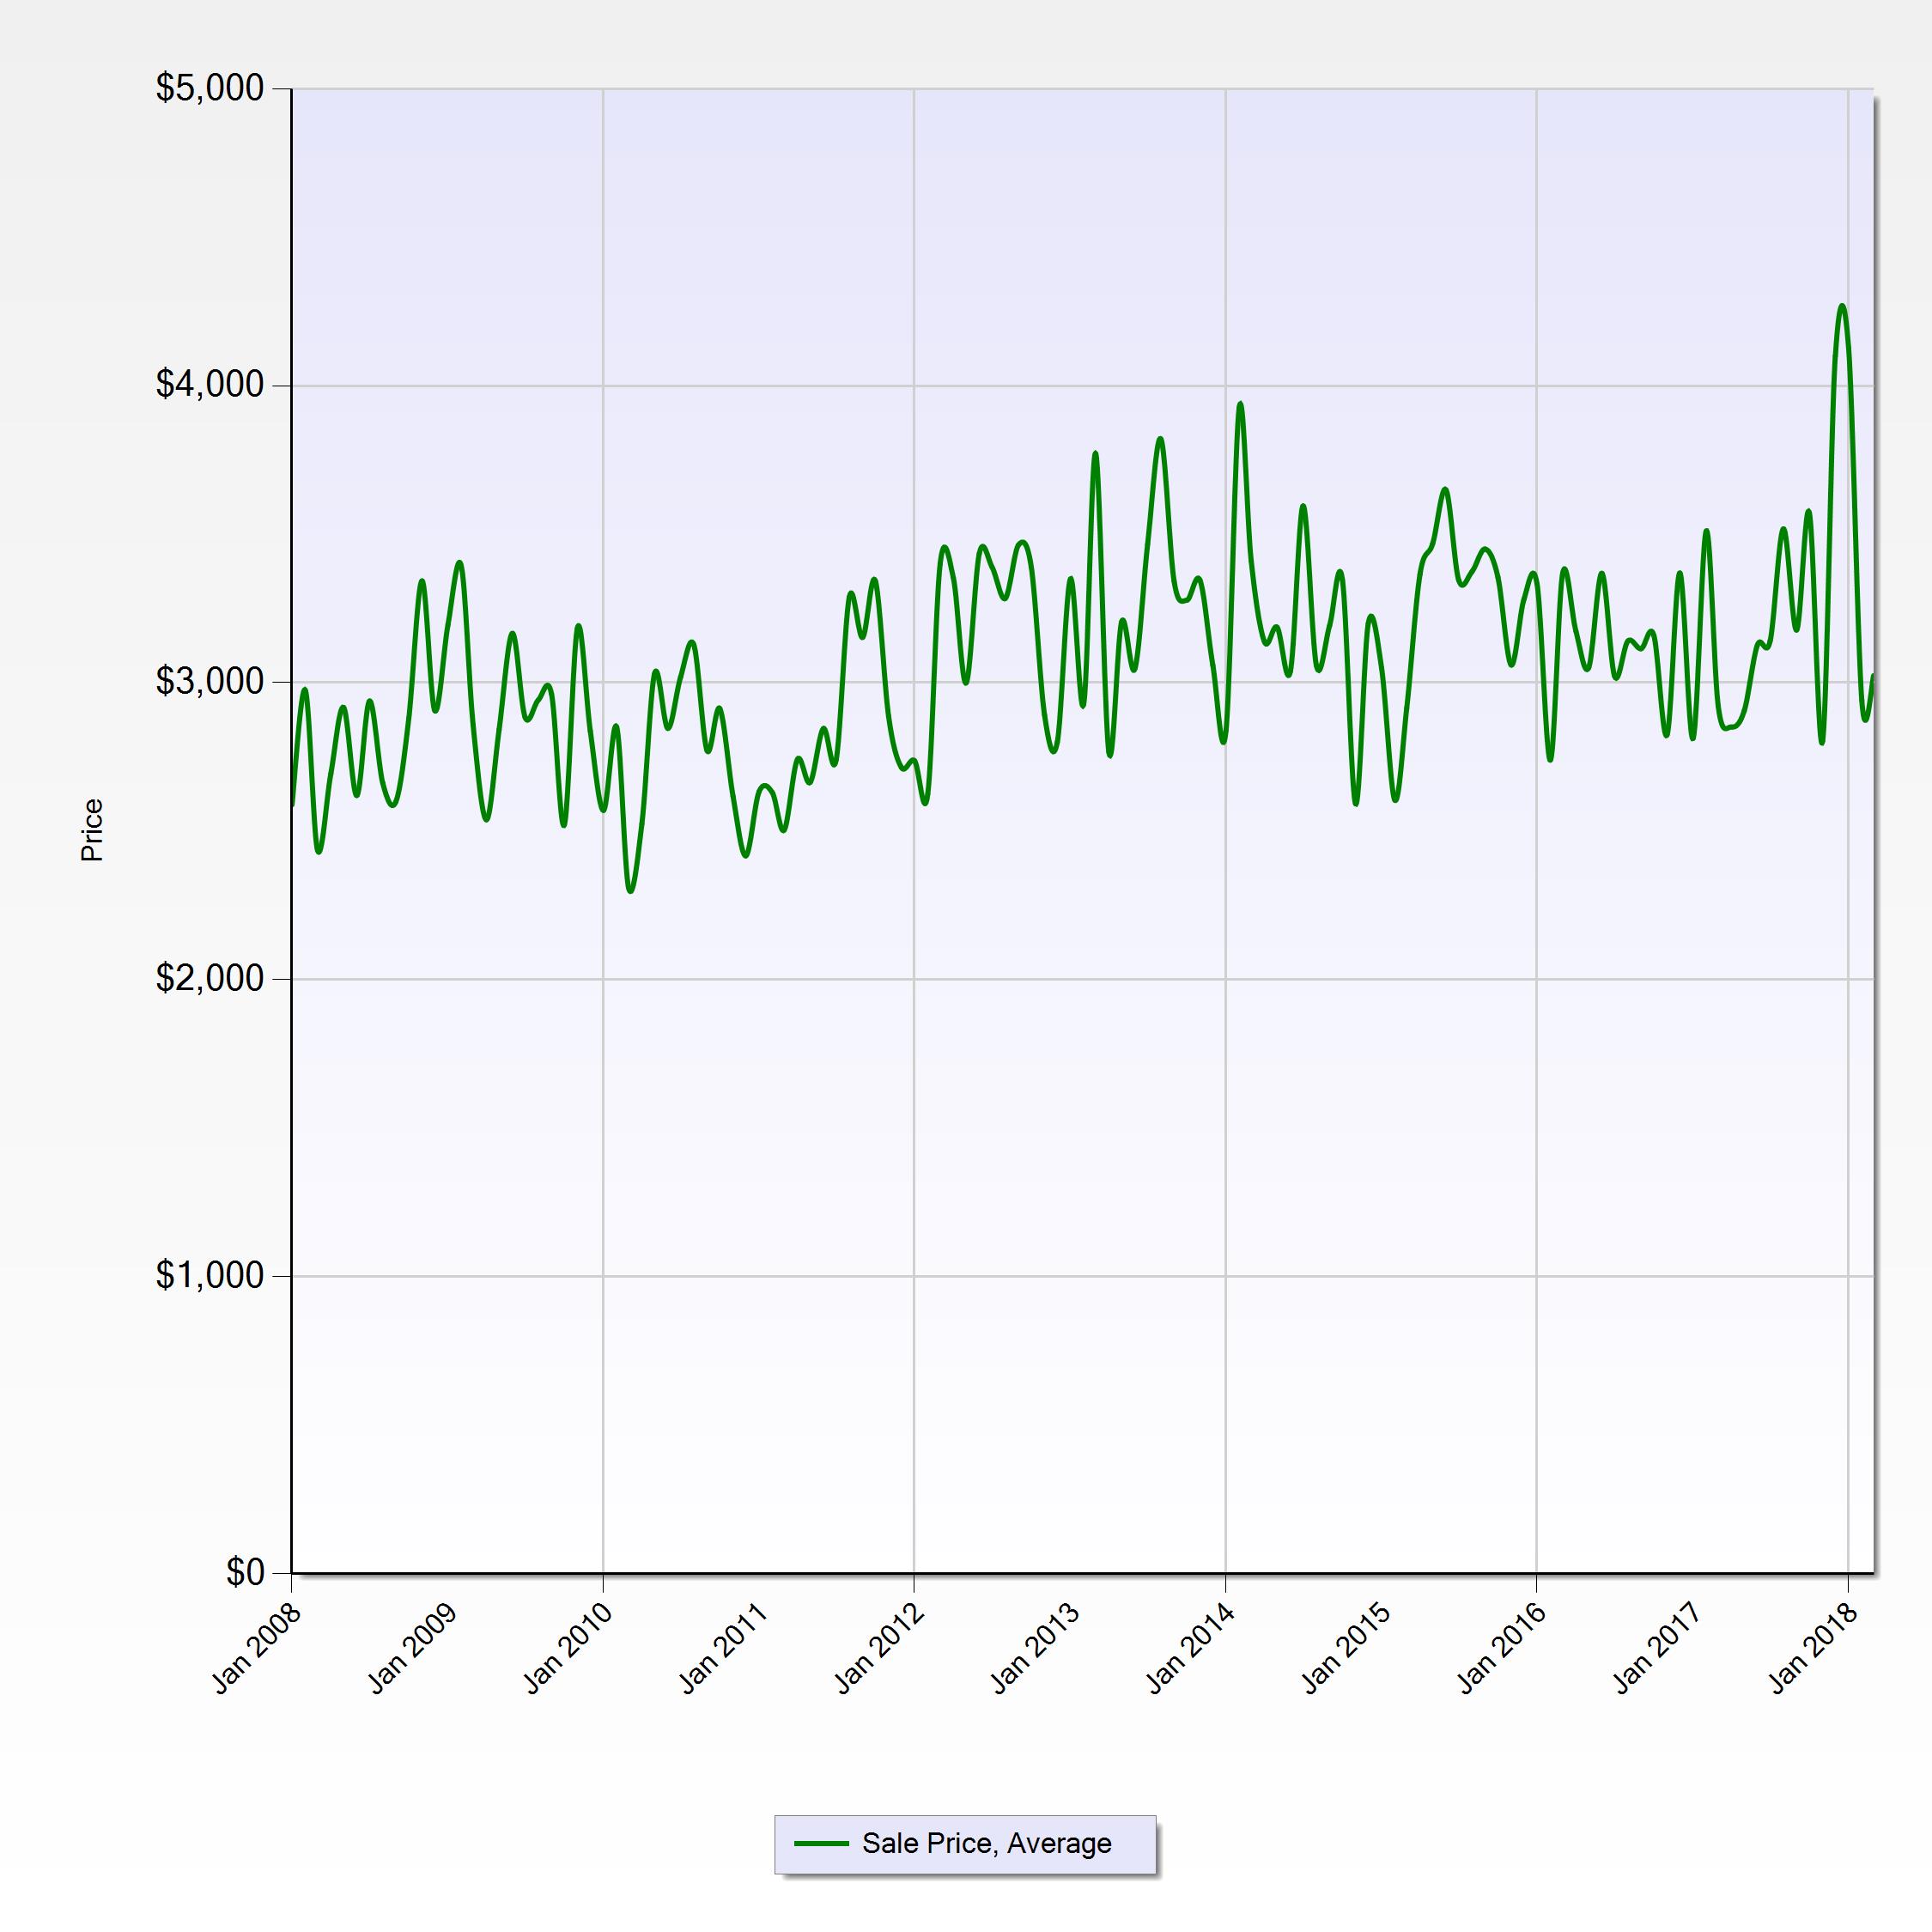 $5,000
$4,000
$3,000
$2,000
$1,000
$0
Price
Jan 2008
Jan 2009
Jan 2010
Jan 2011
Jan 2012
Jan 2013
Jan 2014
Jan 2015
Jan 2016
Jan 2017
Jan 2018
Sale Price, Average